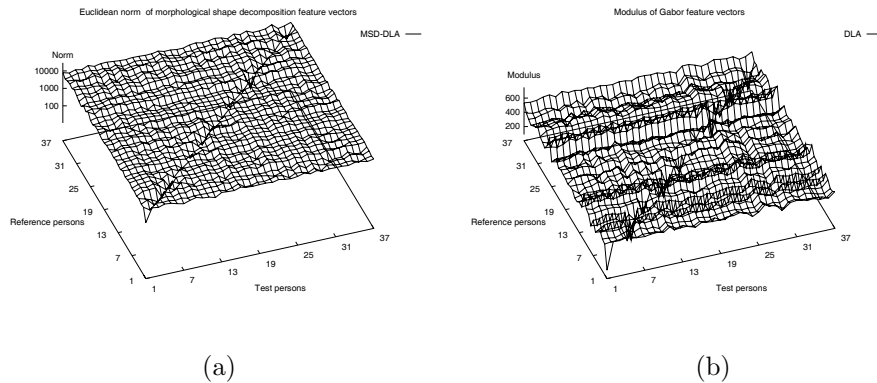 Euclidean norm of morphological shape decomposition feature vectors
MSD-DLA
Norm
10000
1000
100
37
31
25
19
13
7
1
Reference persons
1
7
13
19
25
31
37
Test persons
(a)
Modulus of Gabor feature vectors
DLA
Modulus
600
400
200
37
31
25
19
13
7
1
Reference persons
1
7
13
19
25
31
37
Test persons
(b)